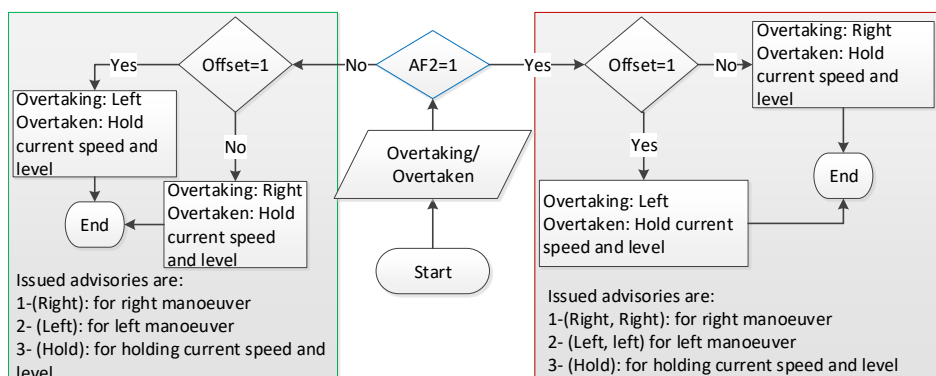 Offset=1
Yes
No
Overtaking: Left
Overtaken: Hold
current speed and
level
No
Overtaking: Right
Overtaken: Hold
current speed and
level
End
Issued advisories are:
1-(Right): for right manoeuver
2- (Left): for left manoeuver
3- (Hold): for holding current speed and
level
AF2=1
Yes
Overtaking/
Overtaken
Start
Offset=1
No
Overtaking: Right
Overtaken: Hold
current speed and
level
Yes
End
Overtaking: Left
Overtaken: Hold current
speed and level
Issued advisories are:
1-(Right, Right): for right manoeuver
2- (Left, left) for left manoeuver
3- (Hold): for holding current speed and level